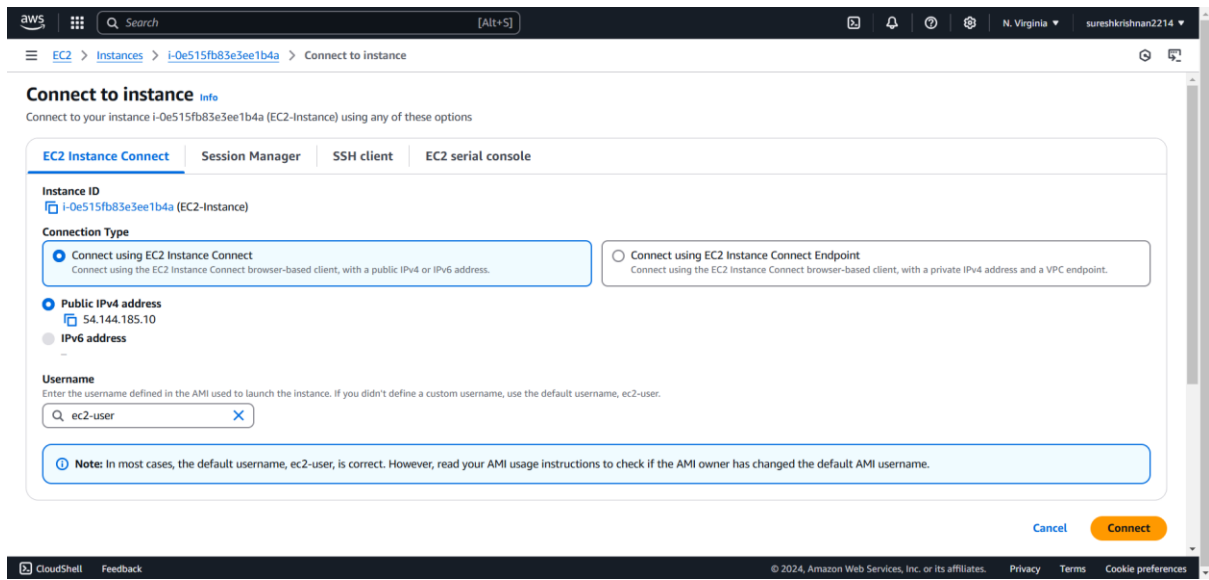 aws Search [Alt+S] N. Virginia ▼ sureshkrishnan2214 ▼
EC2 > Instances > i-0e515fb83e3ee1b4a > Connect to instance
Connect to instance Info
Connect to your instance i-0e515fb83e3ee1b4a (EC2-Instance) using any of these options
EC2 Instance Connect Session Manager SSH client EC2 serial console
Instance ID
i-0e515fb83e3ee1b4a (EC2-Instance)
Connection Type
Connect using EC2 Instance Connect
Connect using the EC2 Instance Connect browser-based client, with a public IPv4 or IPv6 address.
Connect using EC2 Instance Connect Endpoint
Connect using the EC2 Instance Connect browser-based client, with a private IPv4 address and a VPC endpoint.
Public IPv4 address
54.144.185.10
IPv6 address
–
Username
Enter the username defined in the AMI used to launch the instance. If you didn't define a custom username, use the default username, ec2-user.
ec2-user
Note: In most cases, the default username, ec2-user, is correct. However, read your AMI usage instructions to check if the AMI owner has changed the default AMI username.
Cancel Connect
CloudShell Feedback © 2024, Amazon Web Services, Inc. or its affiliates. Privacy Terms Cookie preferences